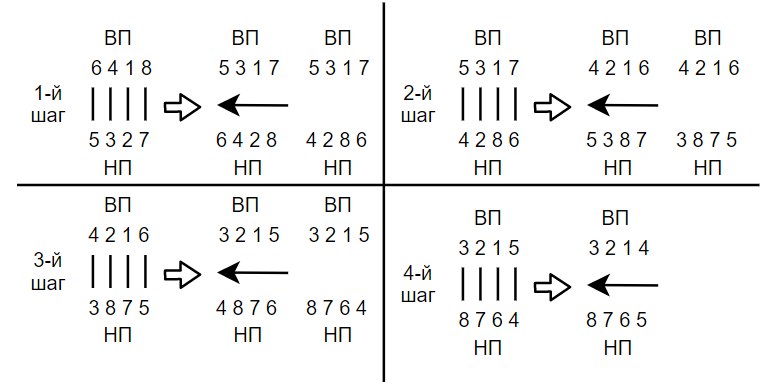 ВП ВП ВП
6 4 1 8 5 3 1 7 5 3 1 7
1-й шаг
5 3 2 7 6 4 2 8 4 2 8 6
НП
ВП ВП ВП
5 3 1 7 4 2 1 6 4 2 1 6
2-й шаг
4 2 8 6 5 3 8 7 3 8 7 5
НП НП НП
ВП ВП ВП
4 2 1 6 3 2 1 5 3 2 1 5
3-й шаг
3 8 7 5 4 8 7 6 8 7 6 4
НП НП НП
ВП ВП
3 2 1 5 3 2 1 4
4-й шаг
8 7 6 4 8 7 6 5
НП НП